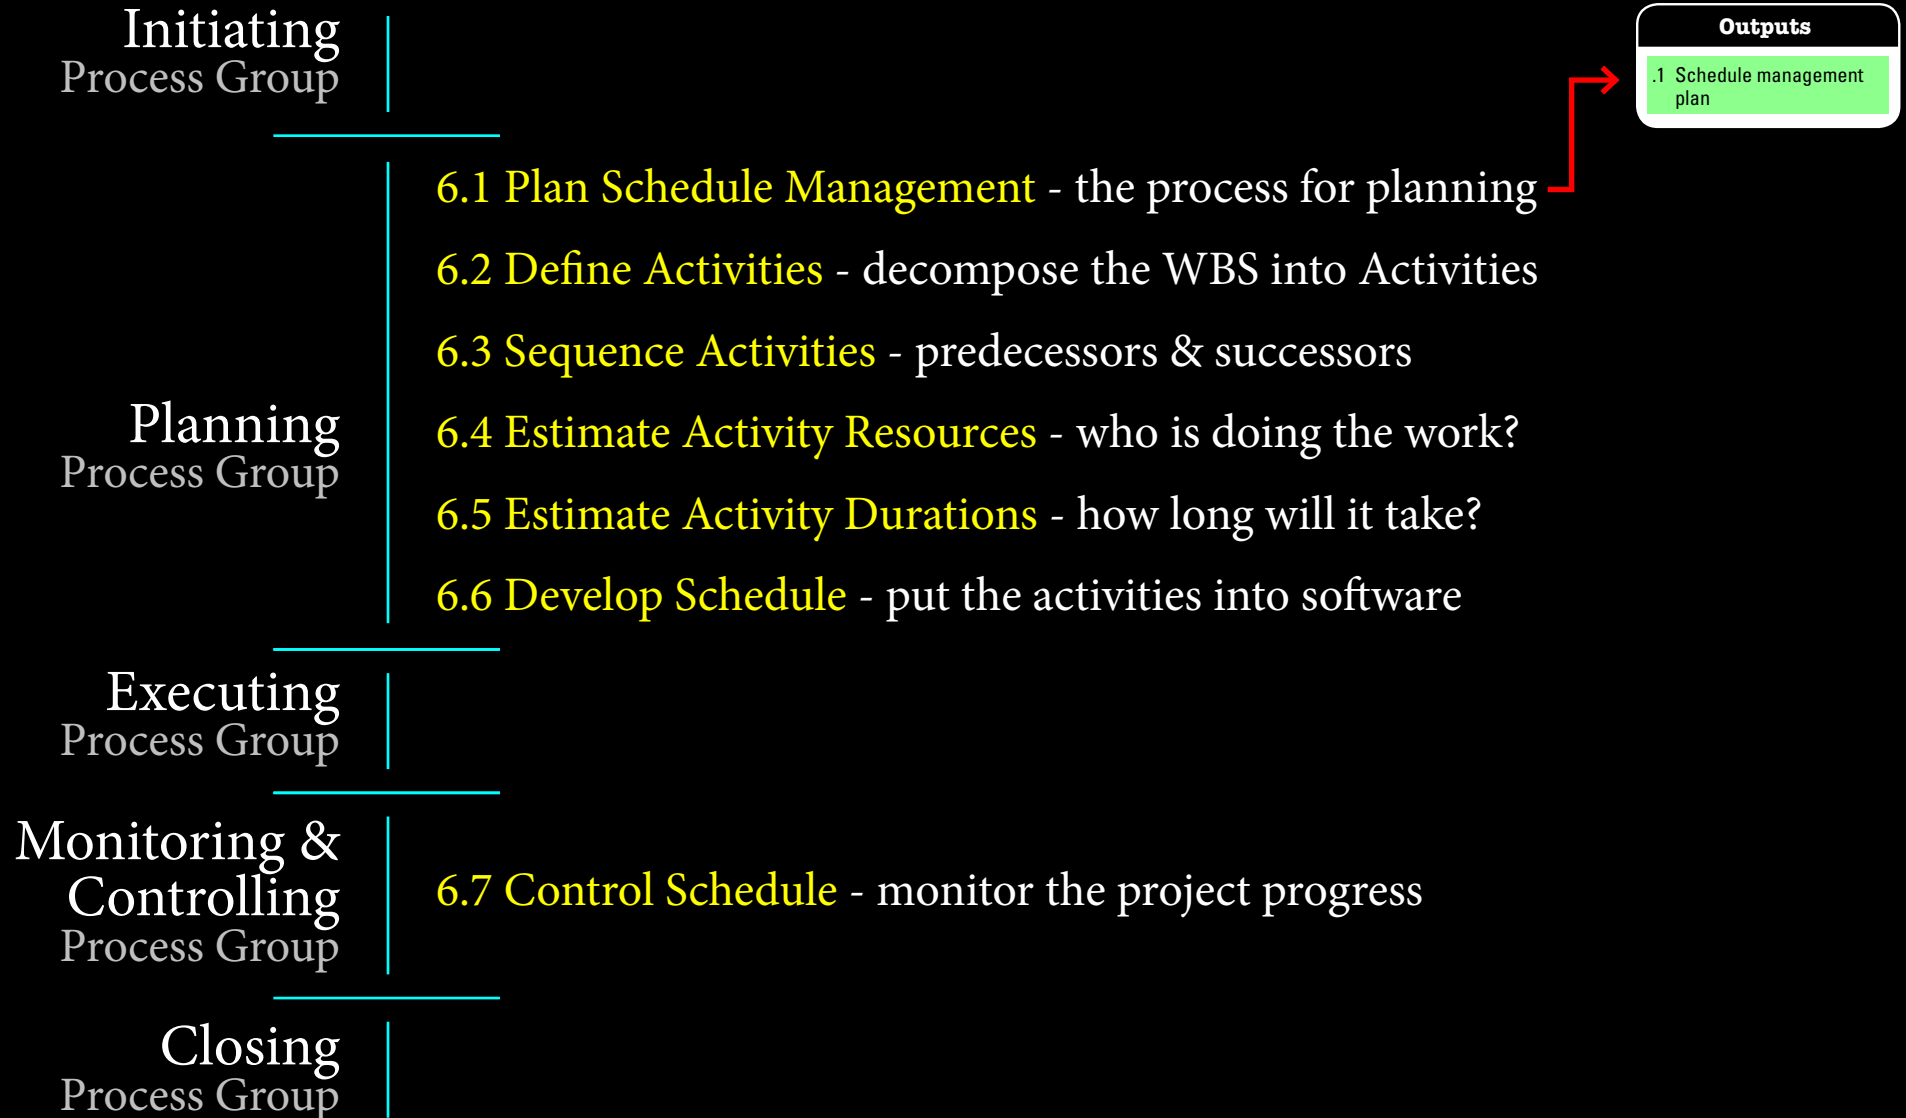 Initiating
Process Group
Outputs
.1 Schedule management
plan
6.1 Plan Schedule Management - the process for planning
6.2 Define Activities - decompose the WBS into Activities
6.3 Sequence Activities - predecessors & successors
Planning
Process Group
6.4 Estimate Activity Resources - who is doing the work?
6.5 Estimate Activity Durations - how long will it take?
6.6 Develop Schedule - put the activities into software
Executing
Process Group
Monitoring &
Controlling
Process Group
6.7 Control Schedule - monitor the project progress
Closing
Process Group